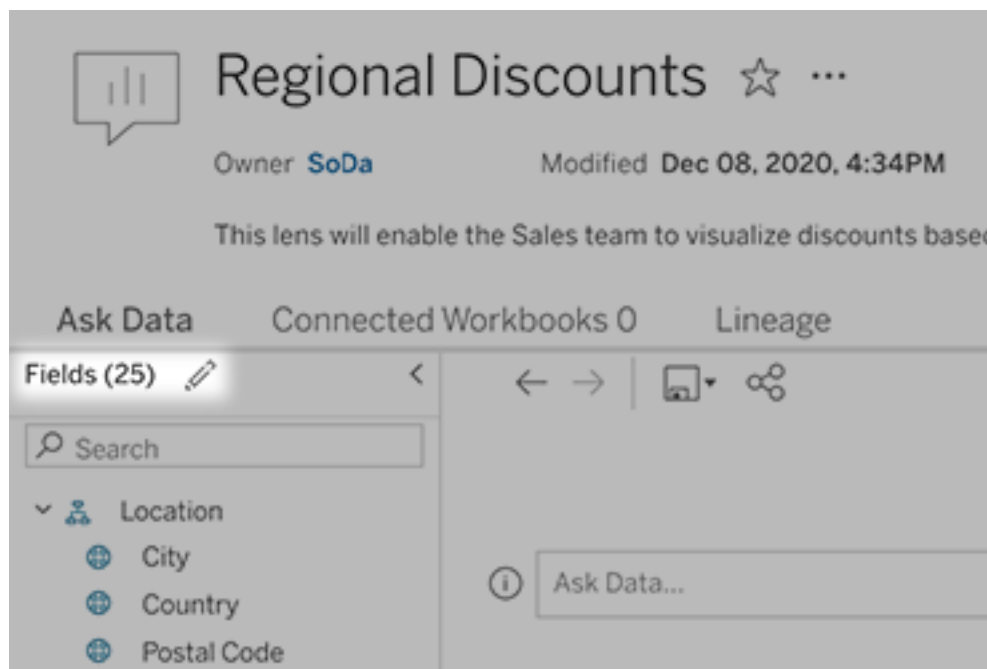 Regional Discounts
Owner SoDa Modified Dec 08, 2020, 4:34PM
This lens will enable the Sales team to visualize discounts based
Ask Data Connected Workbooks 0 Lineage
Fields (25)
Search
Location
City
Country
Postal Code
Ask Data...